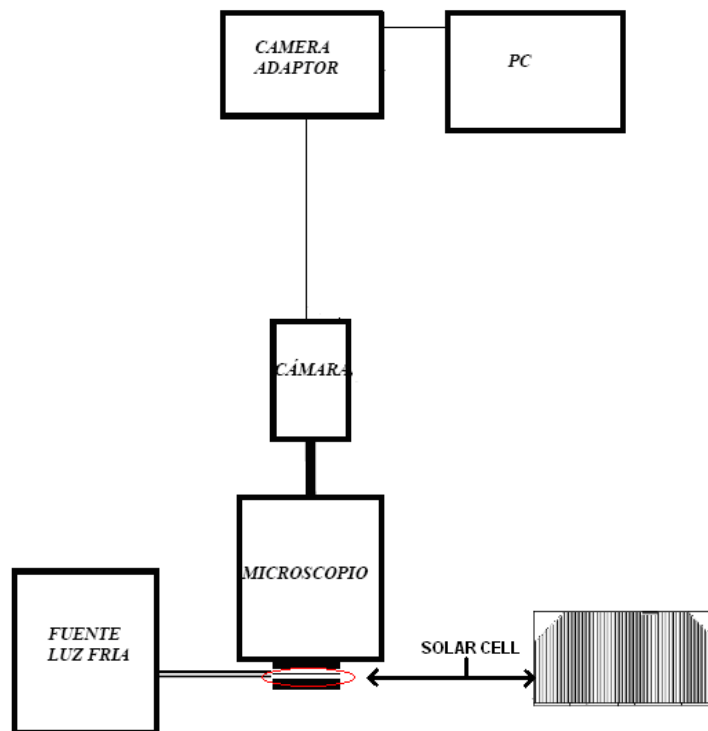 CAMERA
ADAPTOR
PC
CÁMARA
MICROSCOPIO
FUENTE
LUZ FRIA
SOLAR CELL